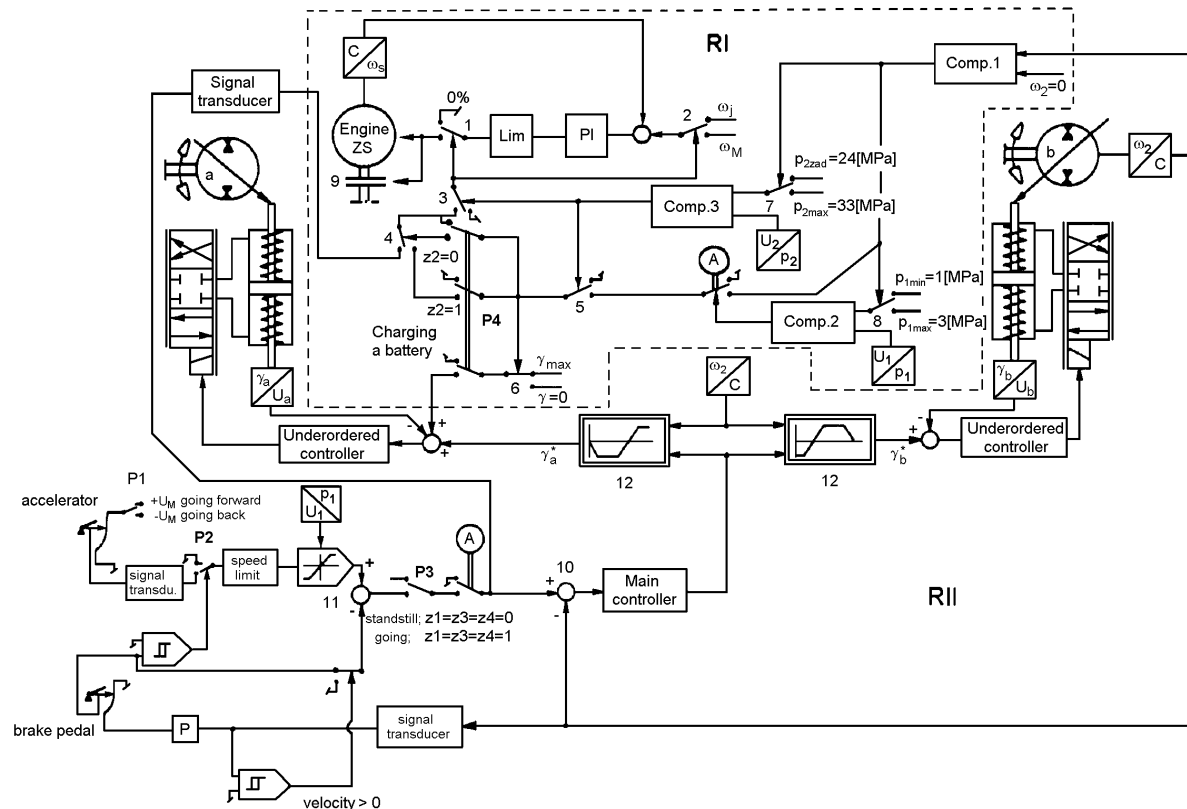 RI
C
ωs
Comp.1
ω2=0
Signal
transducer
0%
Engine
ZS
1
Lim
PI
2
ωj
ωM
a
9
b
ω2
C
p2zad=24[MPa]
p2max=33[MPa]
3
Comp.3
7
4
z2=0
A
U2
p2
z2=1
P4
5
p1min=1[MPa]
p1max=3[MPa]
Comp.2
8
Charging
a battery
γmax
6
γ=0
U1
p1
γa
Ua
ω2
C
γb
Ub
-
+
+
Underordered
controller
γa*
12
12
γb*
+
-
Underordered
controller
P1
accelerator
+UM going forward
-UM going back
P2
p1
U1
A
signal
transdu.
speed
limit
+
11
-
P3
10
+
-
Main
controller
RII
standstill; z1=z3=z4=0
going; z1=z3=z4=1
brake pedal
P
signal
transducer
velocity > 0